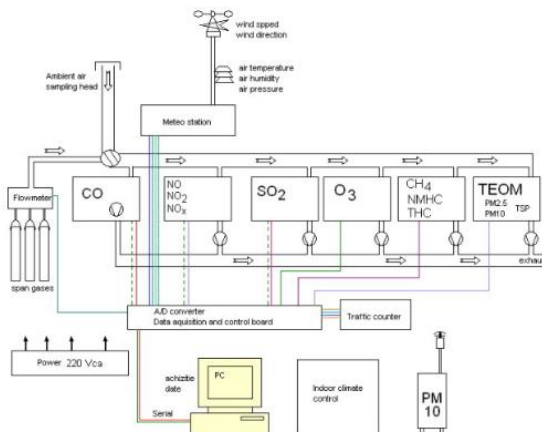 wind spped
wind direction
air temperature
air humidity
air pressure
Ambient air
sampling head
Meteo station
Flowmeter
CO
NO
NO2
NOx
SO2
O3
CH4
NMHC
THC
TEOM
PM2.5
PM10
TSP
span gases
exhau
A/D converter
Data aquisition and control board
Traffic counter
Power 220 Vca
achizitie
date
PC
Serial
Indoor climate
control
PM
10